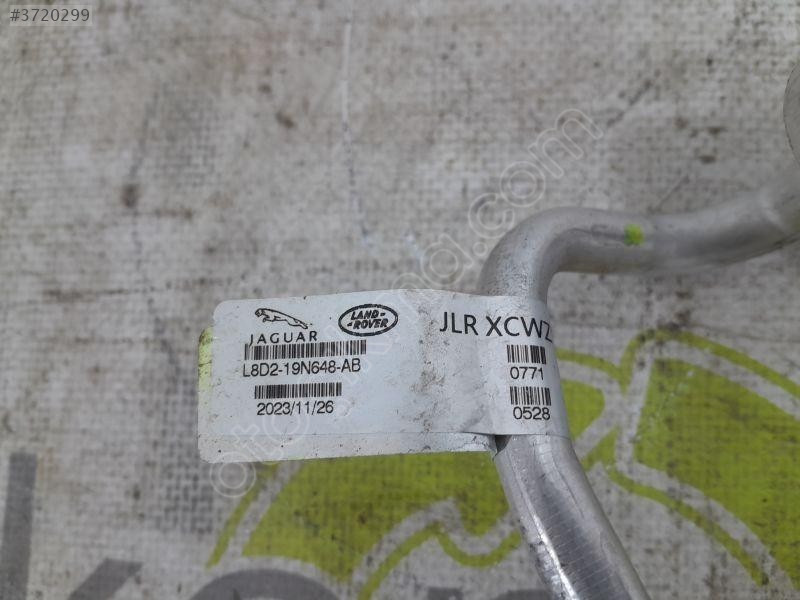 #3720299
JAGUAR
LAND-
-ROVER
JLR XCWZ
L8D2-19N648-AB
2023/11/26
0771
0528